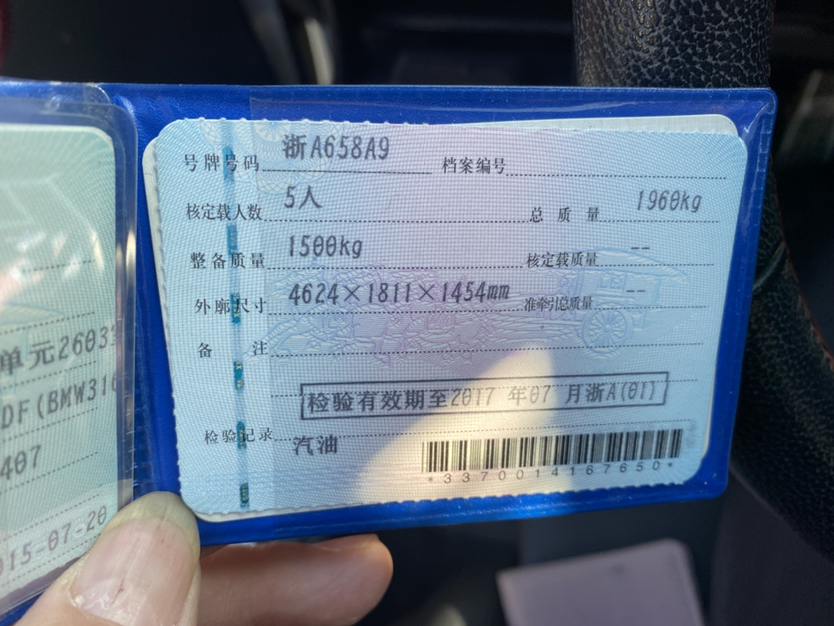 号牌号码 浙A658A9 档案编号
核定载人数 5人 总质量 1960kg
整备质量 1500kg 核定载质量 --
外廓尺寸 4624×1811×1454mm 准牵引总质量 --
备注
检验有效期至2017年07月浙A(01)
检验记录 汽油
*3370014167650*
单元2603
DF(BMW316
407
015-07-20